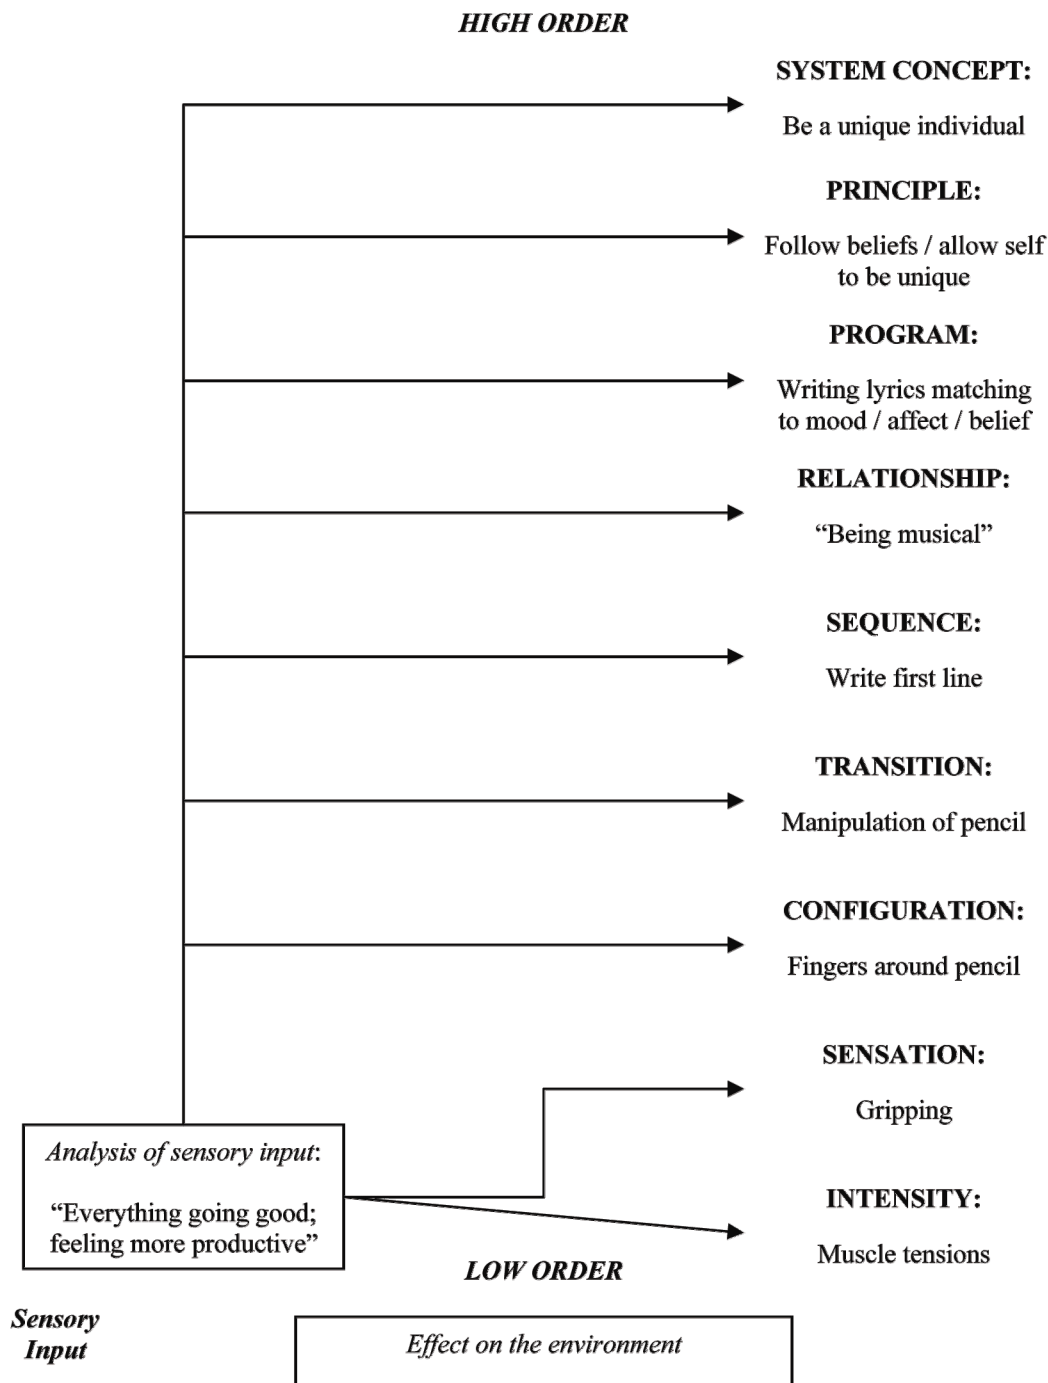 HIGH ORDER
SYSTEM CONCEPT:
Be a unique individual
PRINCIPLE:
Follow beliefs / allow self
to be unique
PROGRAM:
Writing lyrics matching
to mood / affect / belief
RELATIONSHIP:
“Being musical”
SEQUENCE:
Write first line
TRANSITION:
Manipulation of pencil
CONFIGURATION:
Fingers around pencil
SENSATION:
Gripping
Analysis of sensory input:
“Everything going good;
feeling more productive”
INTENSITY:
Muscle tensions
LOW ORDER
Sensory
Input
Effect on the environment